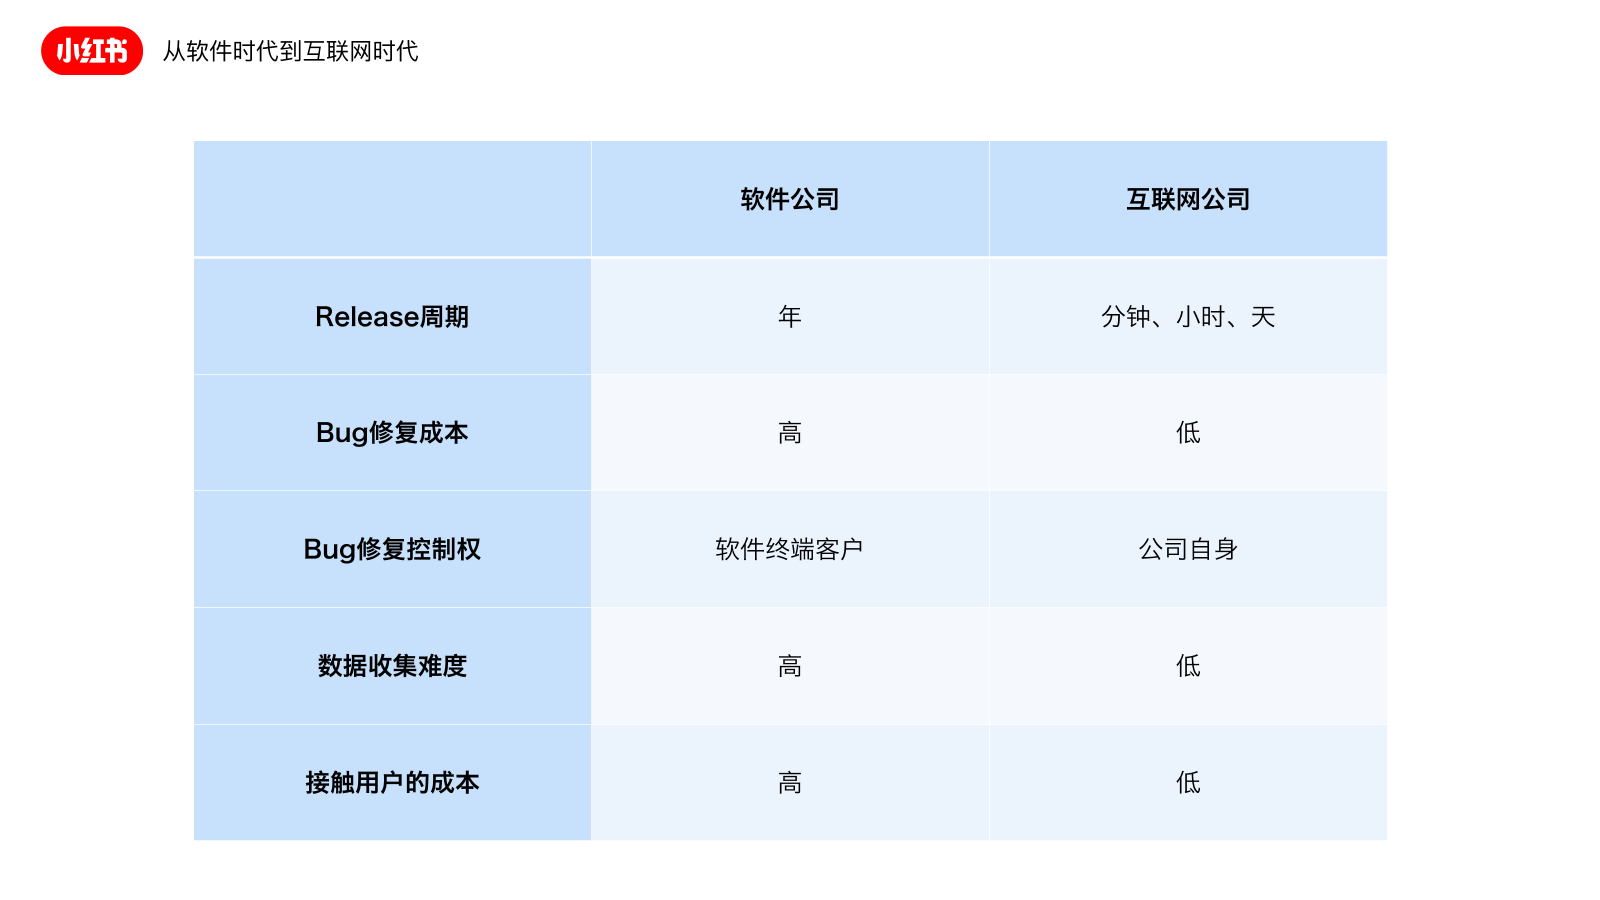 小红书 从软件时代到互联网时代
软件公司 互联网公司
Release周期 年 分钟、小时、天
Bug修复成本 高 低
Bug修复控制权 软件终端客户 公司自身
数据收集难度 高 低
接触用户的成本 高 低